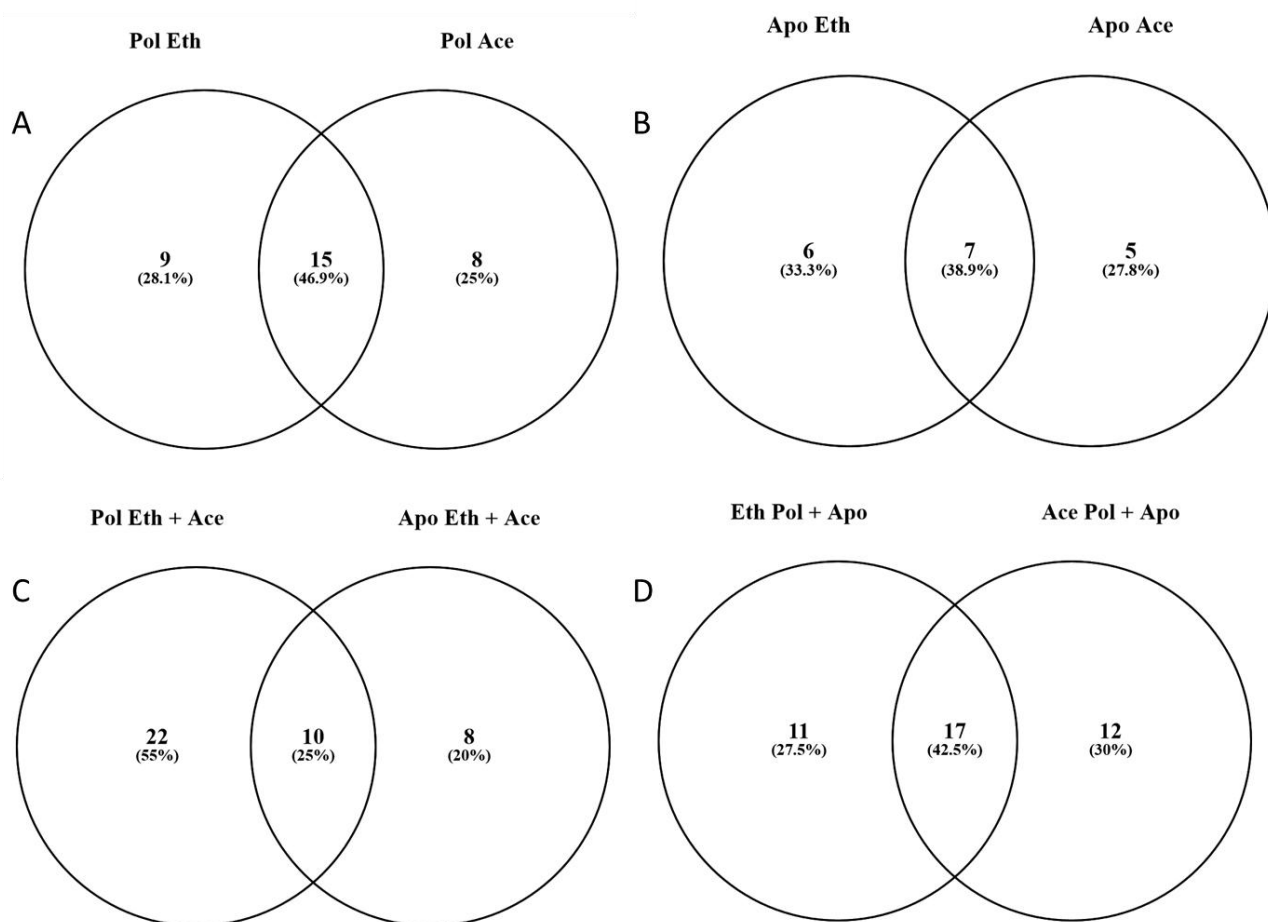 Pol Eth
Pol Ace
A
9
(28.1%)
15
(46.9%)
8
(25%)
Apo Eth
Apo Ace
B
6
(33.3%)
7
(38.9%)
5
(27.8%)
Pol Eth + Ace
Apo Eth + Ace
C
22
(55%)
10
(25%)
8
(20%)
Eth Pol + Apo
Ace Pol + Apo
D
11
(27.5%)
17
(42.5%)
12
(30%)